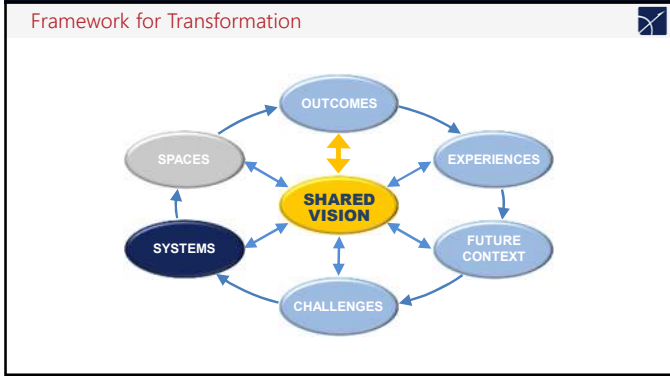 Framework for Transformation
OUTCOMES
SPACES
EXPERIENCES
SHARED
VISION
SYSTEMS
FUTURE
CONTEXT
CHALLENGES